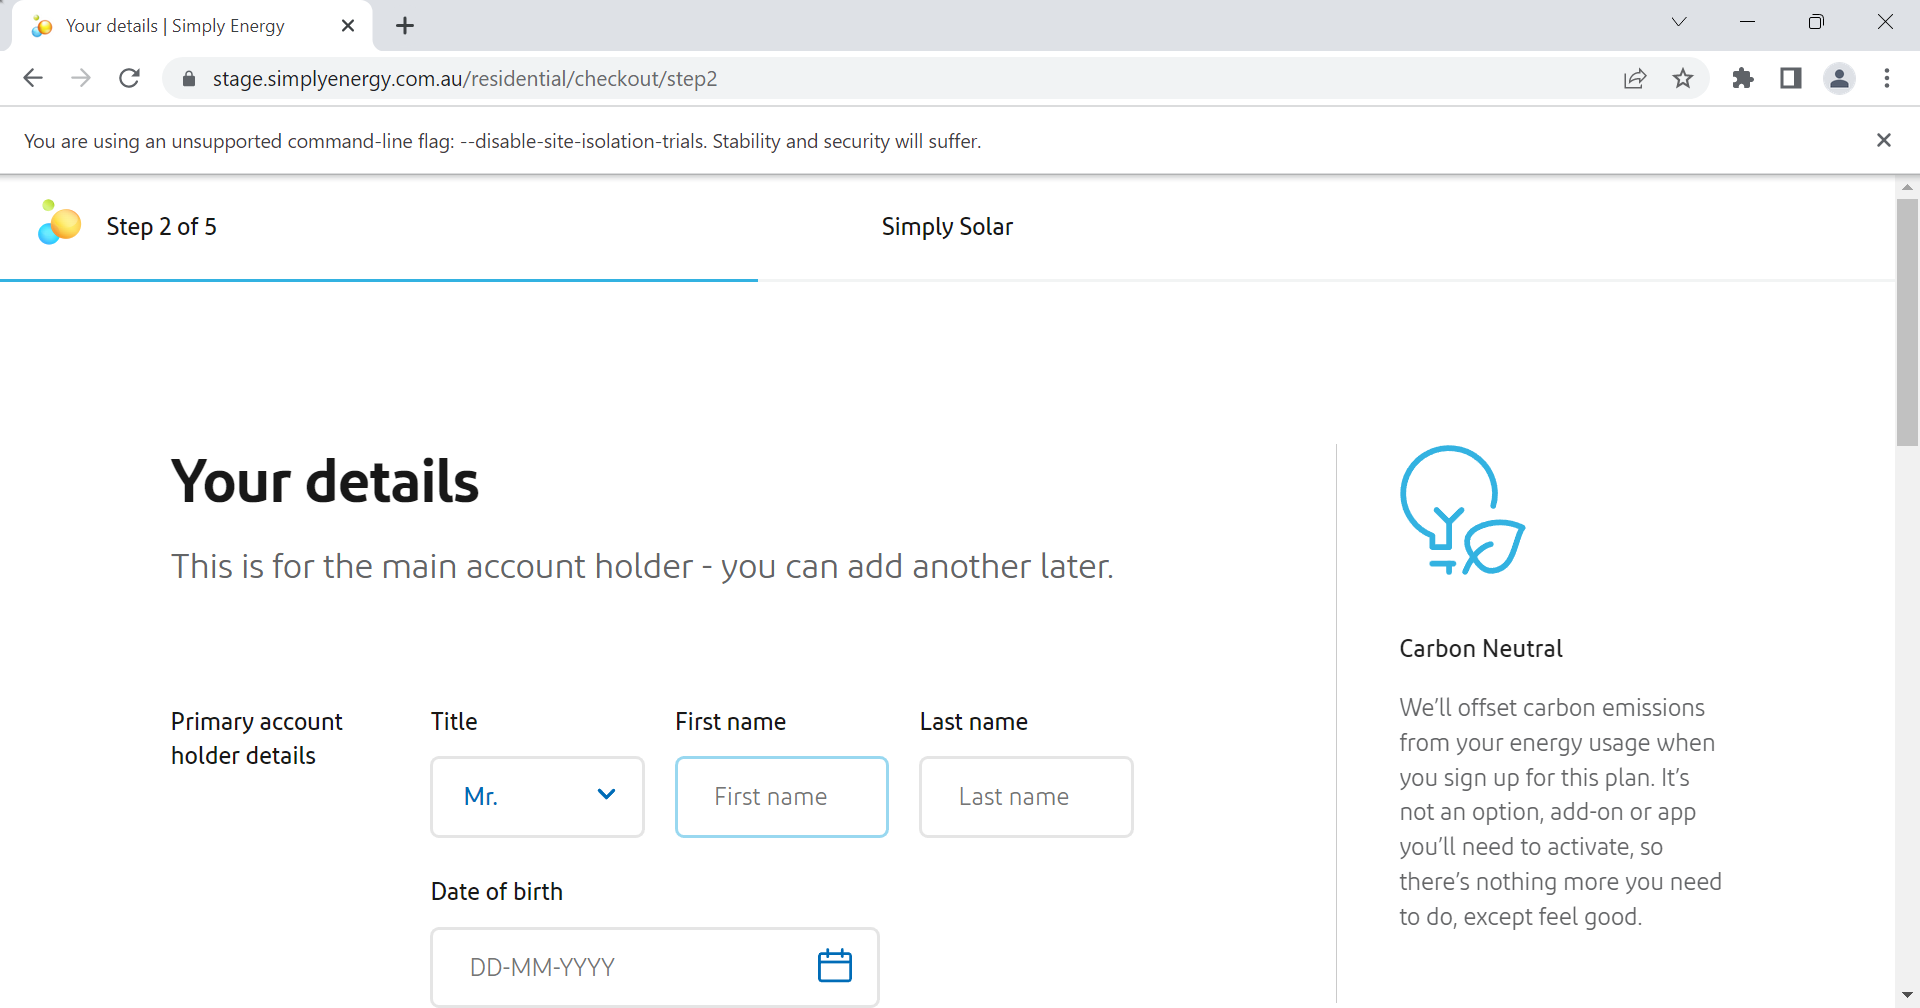 Your details | Simply Energy
stage.simplyenergy.com.au/residential/checkout/step2
You are using an unsupported command-line flag: --disable-site-isolation-trials. Stability and security will suffer.
Step 2 of 5
Simply Solar
Your details
This is for the main account holder - you can add another later.
Primary account
holder details
Title
First name
Last name
Mr.
First name
Last name
Date of birth
DD-MM-YYYY
Carbon Neutral
We'll offset carbon emissions
from your energy usage when
you sign up for this plan. It's
not an option, add-on or app
you'll need to activate, so
there's nothing more you need
to do, except feel good.